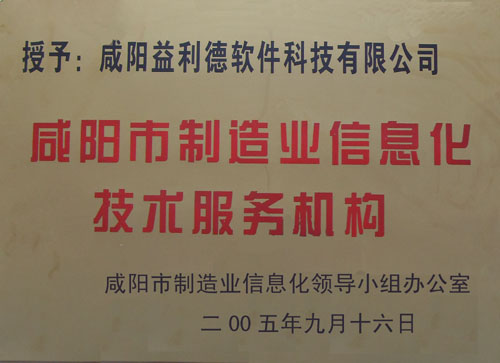 授予：咸阳益利德软件科技有限公司
咸阳市制造业信息化
技术服务机构
咸阳市制造业信息化领导小组办公室
二00五年九月十六日